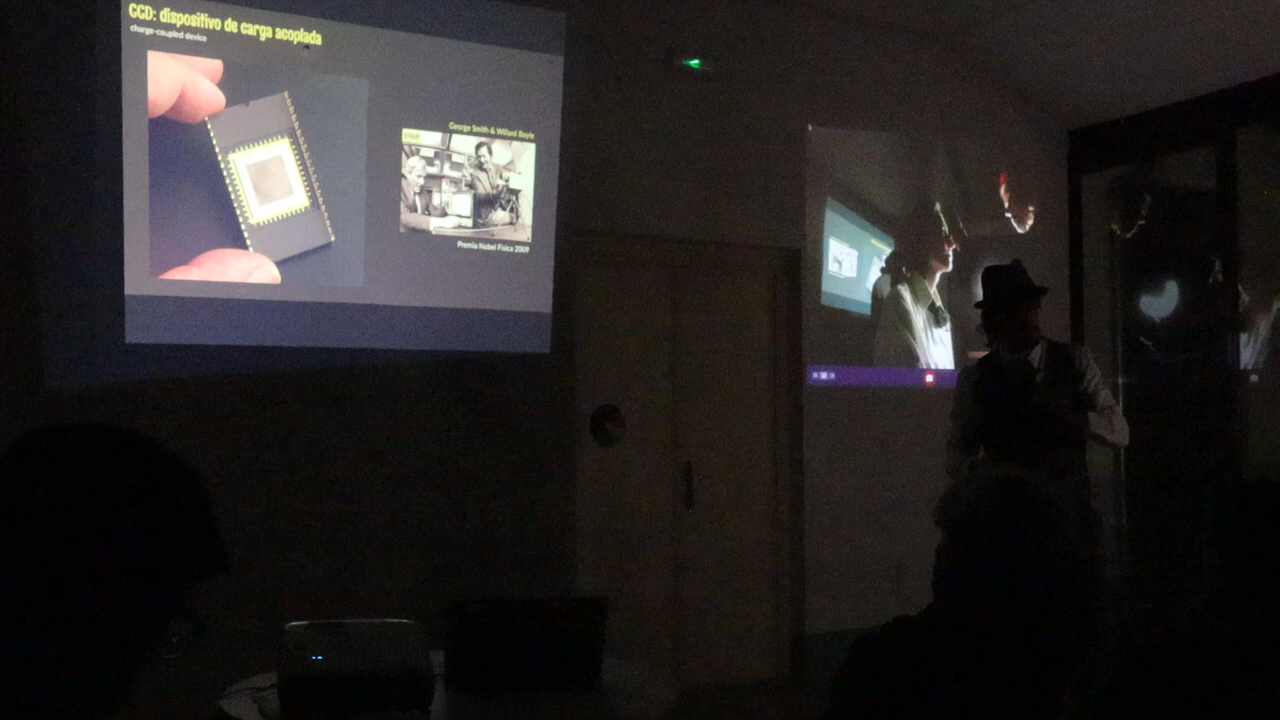 CCD: dispositivo de carga acoplada
charge-coupled device
George Smith & Willard Boyle
1969
Premio Nobel Física 2009